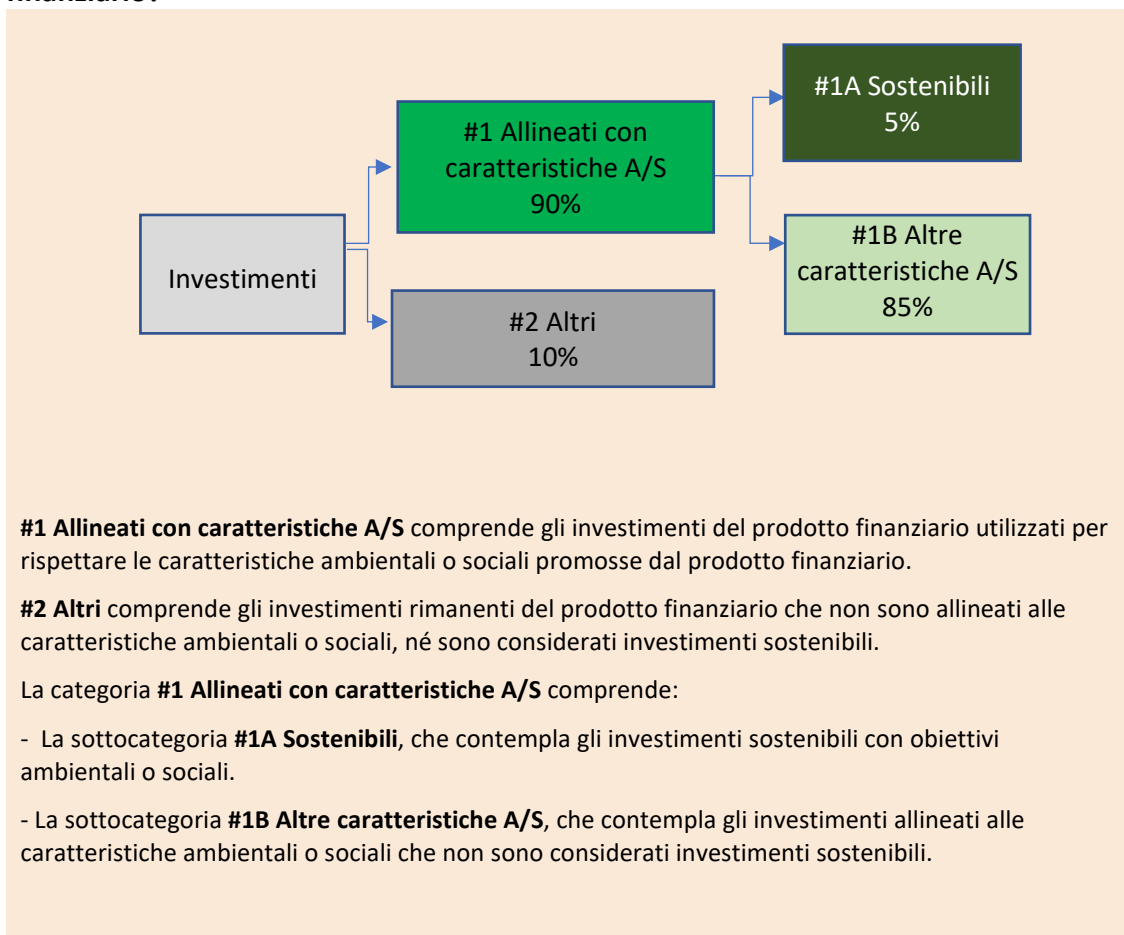 #1A Sostenibili
5%
#1 Allineati con
caratteristiche A/S
90%
#1B Altre
caratteristiche A/S
85%
Investimenti
#2 Altri
10%
#1 Allineati con caratteristiche A/S comprende gli investimenti del prodotto finanziario utilizzati per
rispettare le caratteristiche ambientali o sociali promosse dal prodotto finanziario.
#2 Altri comprende gli investimenti rimanenti del prodotto finanziario che non sono allineati alle
caratteristiche ambientali o sociali, né sono considerati investimenti sostenibili.
La categoria #1 Allineati con caratteristiche A/S comprende:
- La sottocategoria #1A Sostenibili, che contempla gli investimenti sostenibili con obiettivi
ambientali o sociali.
- La sottocategoria #1B Altre caratteristiche A/S, che contempla gli investimenti allineati alle
caratteristiche ambientali o sociali che non sono considerati investimenti sostenibili.